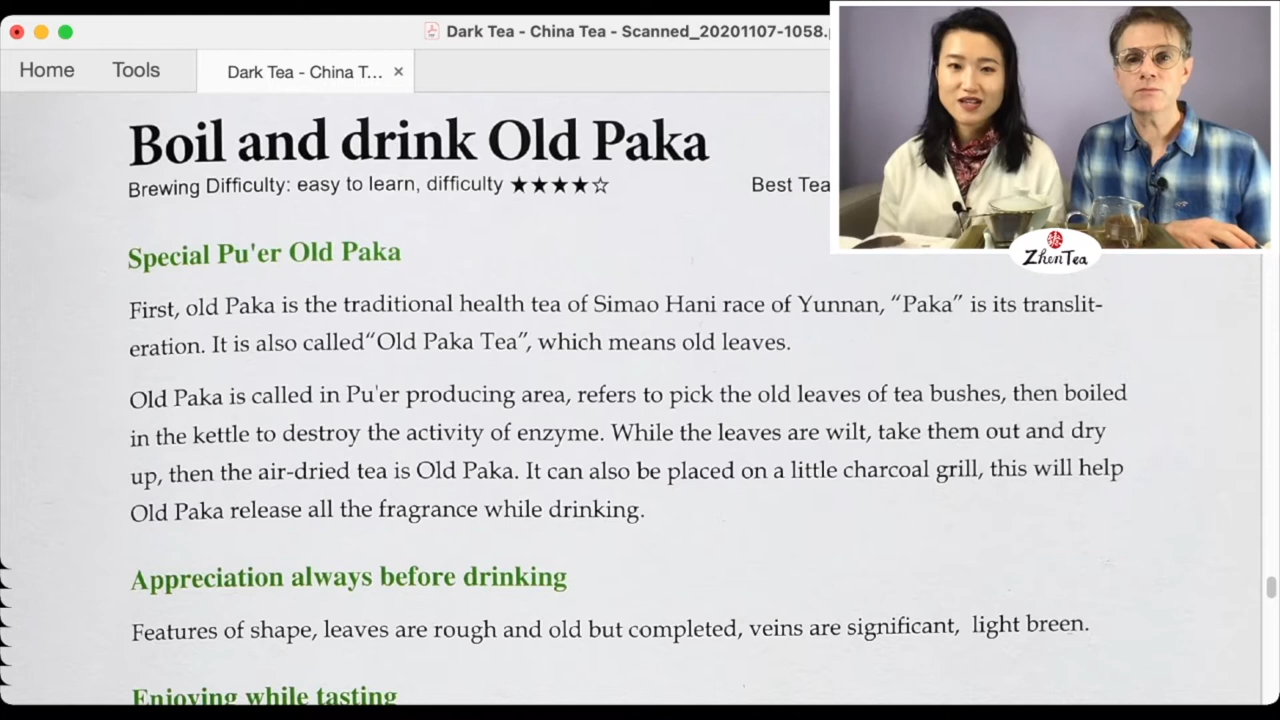 Dark Tea - China Tea - Scanned_20201107-1058.
Home
Tools
Dark Tea - China T... ×
Boil and drink Old Paka
Brewing Difficulty: easy to learn, difficulty ★★★★☆
Best Tea
ZhenTea
Special Pu'er Old Paka
First, old Paka is the traditional health tea of Simao Hani race of Yunnan, “Paka” is its translit-
eration. It is also called“Old Paka Tea”, which means old leaves.
Old Paka is called in Pu'er producing area, refers to pick the old leaves of tea bushes, then boiled
in the kettle to destroy the activity of enzyme. While the leaves are wilt, take them out and dry
up, then the air-dried tea is Old Paka. It can also be placed on a little charcoal grill, this will help
Old Paka release all the fragrance while drinking.
Appreciation always before drinking
Features of shape, leaves are rough and old but completed, veins are significant, light breen.
Enjoying while tasting